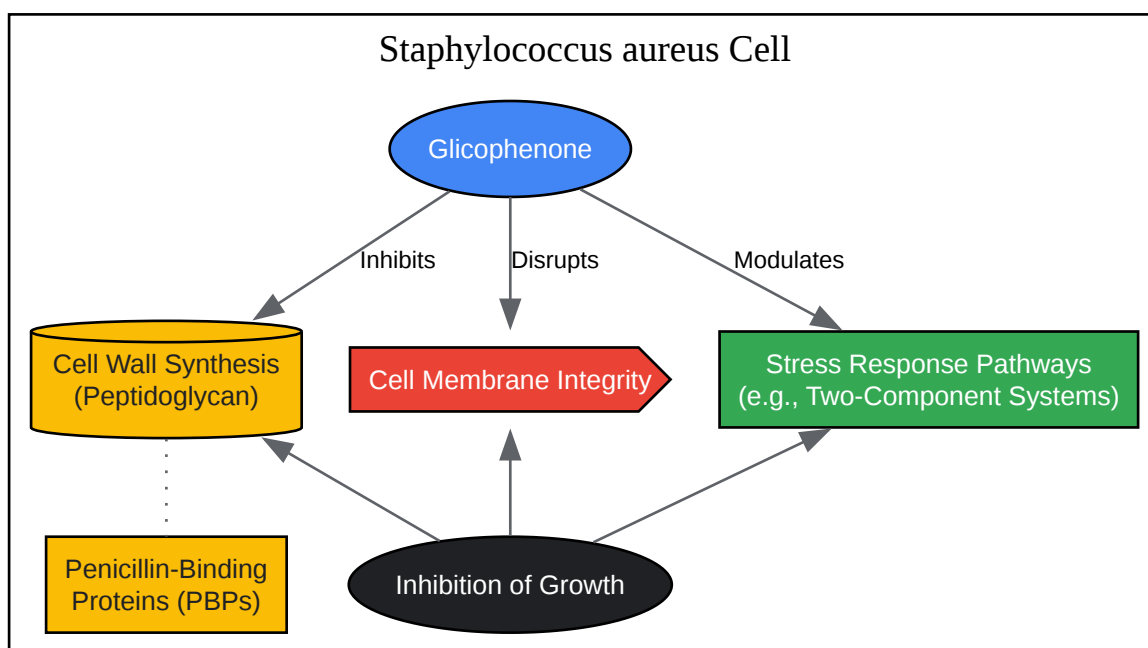 Staphylococcus aureus Cell
Glicophenone
Inhibits
Disrupts
Modulates
Cell Wall Synthesis
(Peptidoglycan)
Cell Membrane Integrity
Stress Response Pathways
(e.g., Two-Component Systems)
Penicillin-Binding
Proteins (PBPs)
Inhibition of Growth